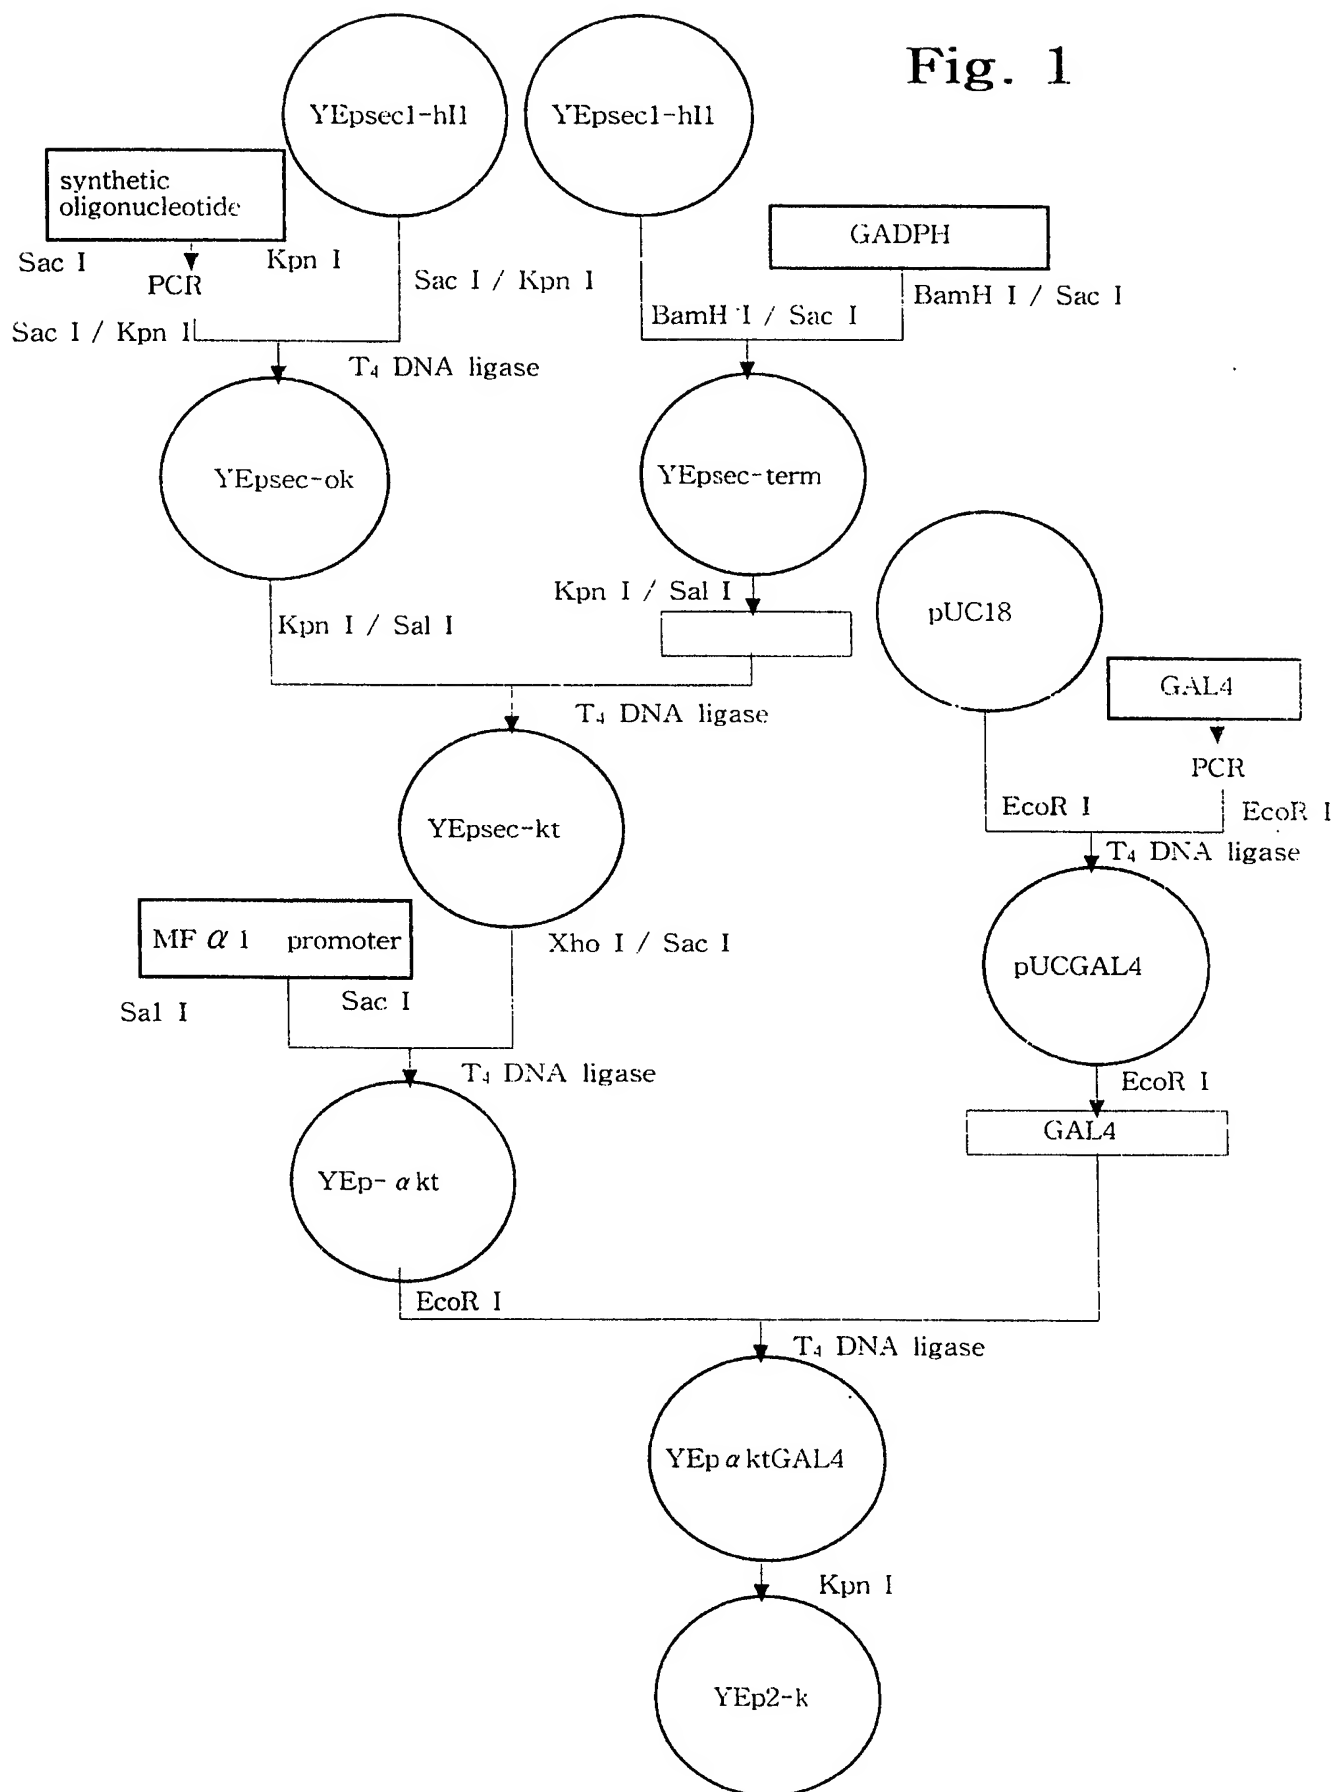 Fig. 1
YEpsec1-hI1
YEpsec1-hI1
synthetic
oligonucleotide
GADPH
Sac I
Kpn I
PCR
Sac I / Kpn I
BamH I / Sac I
Sac I / Kpn I
BamH I / Sac I
T4 DNA ligase
YEpsec-ok
YEpsec-term
Kpn I / Sal I
pUC18
Kpn I / Sal I
GAL4
T4 DNA ligase
PCR
EcoR I
EcoR I
YEpsec-kt
T4 DNA ligase
MF α 1 promoter
Xho I / Sac I
pUCGAL4
Sac I
Sal I
T4 DNA ligase
EcoR I
GAL4
YEp- α kt
EcoR I
T4 DNA ligase
YEp α ktGAL4
Kpn I
YEp2-k